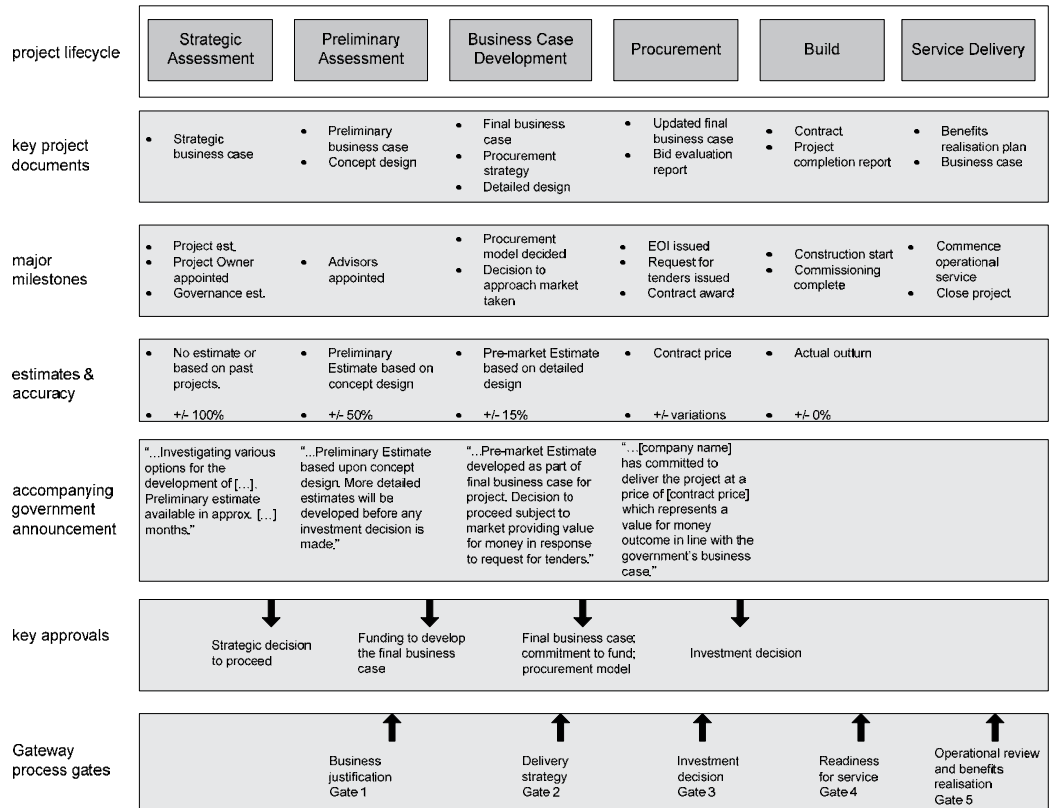 project lifecycle
Strategic
Assessment
Preliminary
Assessment
Business Case
Development
Procurement
Build
Service Delivery
key project
documents
• Strategic
business case
• Preliminary
business case
• Concept design
• Final business
case
• Procurement
strategy
• Detailed design
• Updated final
business case
• Bid evaluation
report
• Contract
• Project
completion report
• Benefits
realisation plan
• Business case
major
milestones
• Project est.
• Project Owner
appointed
• Governance est.
• Advisors
appointed
• Procurement
model decided
• Decision to
approach market
taken
• EOI issued
• Request for
tenders issued
• Contract award
• Construction start
• Commissioning
complete
• Commence
operational
service
• Close project
estimates &
accuracy
• No estimate or
based on past
projects.
• +/- 100%
• Preliminary
Estimate based on
concept design
• +/- 50%
• Pre-market Estimate
based on detailed
design
• +/- 15%
• Contract price
• +/- variations
• Actual outturn
• +/- 0%
accompanying
government
announcement
“...Investigating various
options for the
development of [...].
Preliminary estimate
available in approx. [...]
months.”
“...Preliminary Estimate
based upon concept
design. More detailed
estimates will be
developed before any
investment decision is
made.”
“...Pre-market Estimate
developed as part of
final business case for
project. Decision to
proceed subject to
market providing value
for money in response
to request for tenders.”
“...[company name]
has committed to
deliver the project at a
price of [contract price]
which represents a
value for money
outcome in line with the
government’s business
case.”
key approvals
Strategic decision
to proceed
Funding to develop
the final business
case
Final business case;
commitment to fund;
procurement model
Investment decision
Gateway
process gates
Business
justification
Gate 1
Delivery
strategy
Gate 2
Investment
decision
Gate 3
Readiness
for service
Gate 4
Operational review
and benefits
realisation
Gate 5